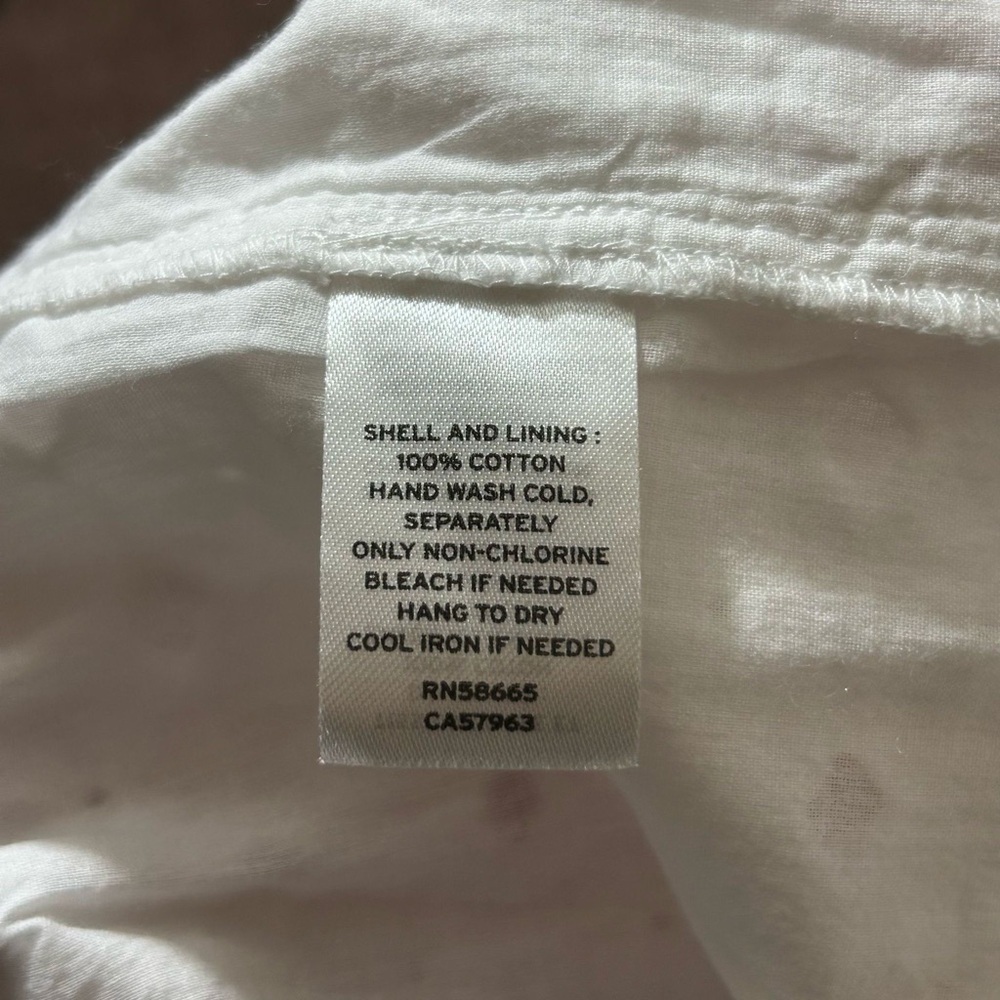 SHELL AND LINING :
100% COTTON
HAND WASH COLD,
SEPARATELY
ONLY NON-CHLORINE
BLEACH IF NEEDED
HANG TO DRY
COOL IRON IF NEEDED
RN58665
CA57963